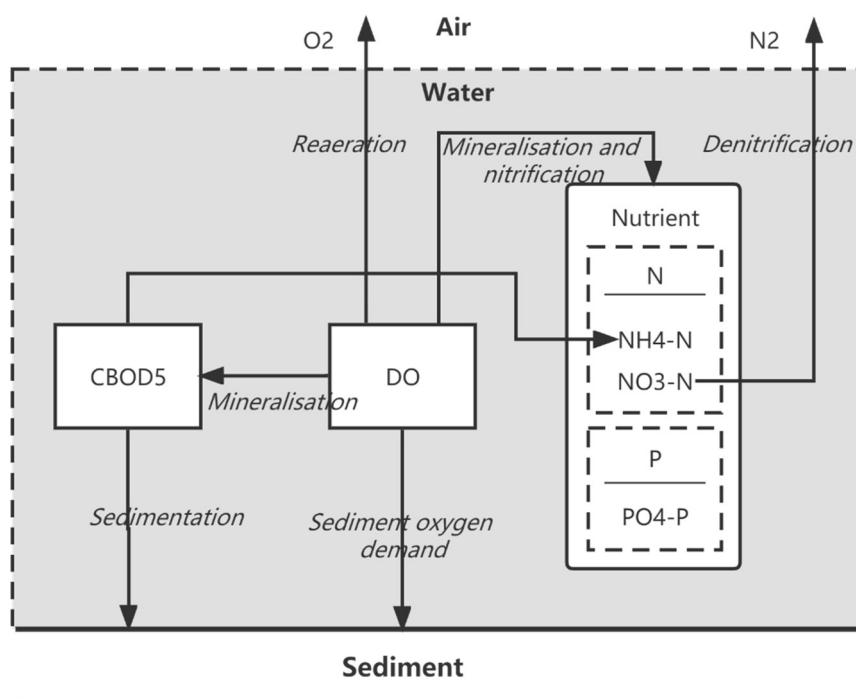 Air
O2
N2
Water
Reaeration
Mineralisation and
nitrification
Denitrification
Nutrient
N
NH4-N
NO3-N
CBOD5
DO
Mineralisation
P
PO4-P
Sedimentation
Sediment oxygen
demand
Sediment